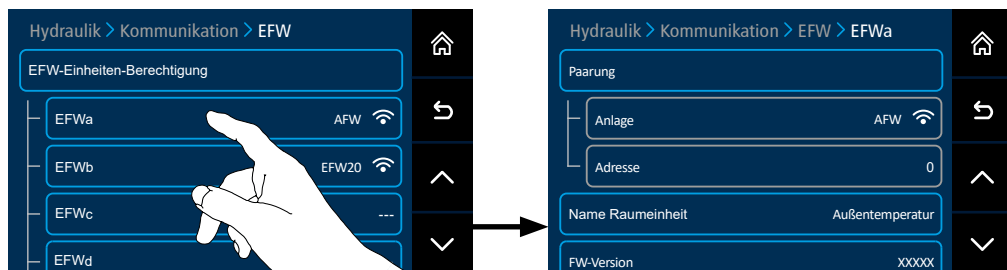 Hydraulik > Kommunikation > EFW
EFW-Einheiten-Berechtigung
EFWa AFW
EFWb EFW20
EFWc ---
EFWd
Hydraulik > Kommunikation > EFW > EFWa
Paarung
Anlage AFW
Adresse 0
Name Raumeinheit Außentemperatur
FW-Version XXXXX